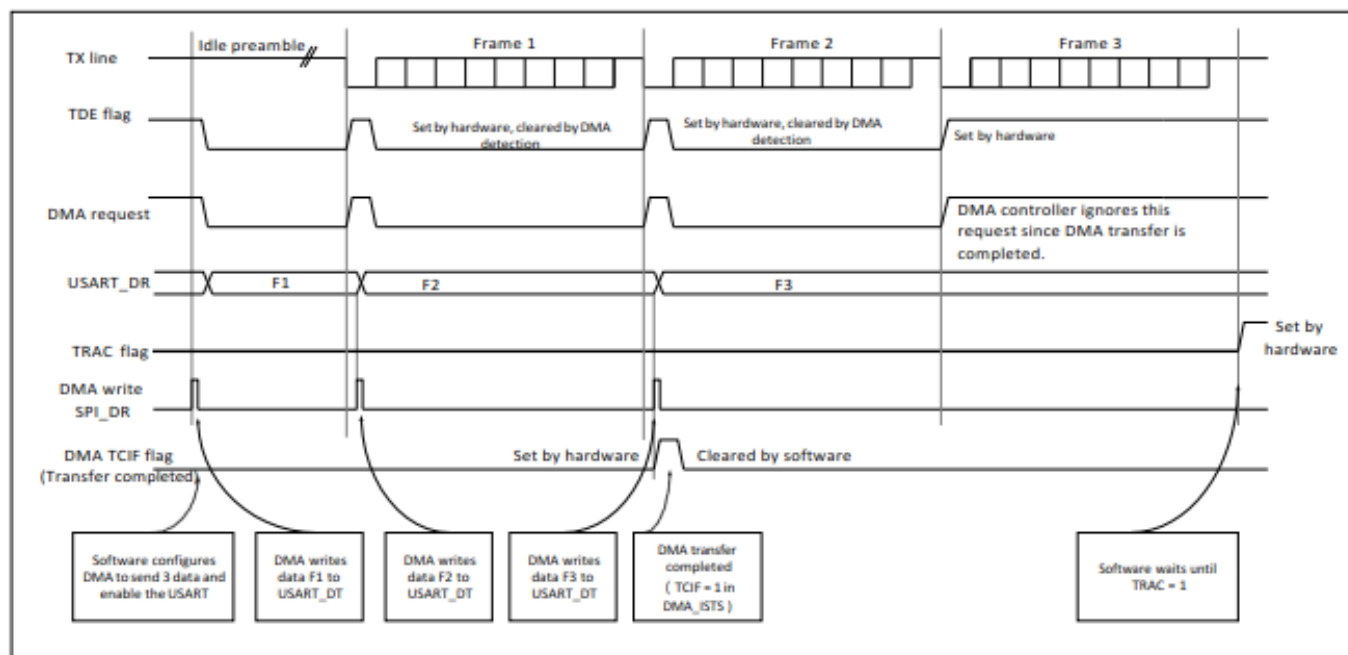 Idle preamble
Frame 1
Frame 2
Frame 3
TX line
TDE flag
Set by hardware, cleared by DMA
detection
Set by hardware, cleared by DMA
detection
Set by hardware
DMA request
DMA controller ignores this
request since DMA transfer is
completed.
USART_DR
F1
F2
F3
TRAC flag
Set by
hardware
DMA write
SPI_DR
DMA TCIF flag
(Transfer completed)
Set by hardware
Cleared by software
Software configures
DMA to send 3 data and
enable the USART
DMA writes
data F1 to
USART_DT
DMA writes
data F2 to
USART_DT
DMA writes
data F3 to
USART_DT
DMA transfer
completed
( TCIF = 1 in
DMA_ISTS )
Software waits until
TRAC = 1